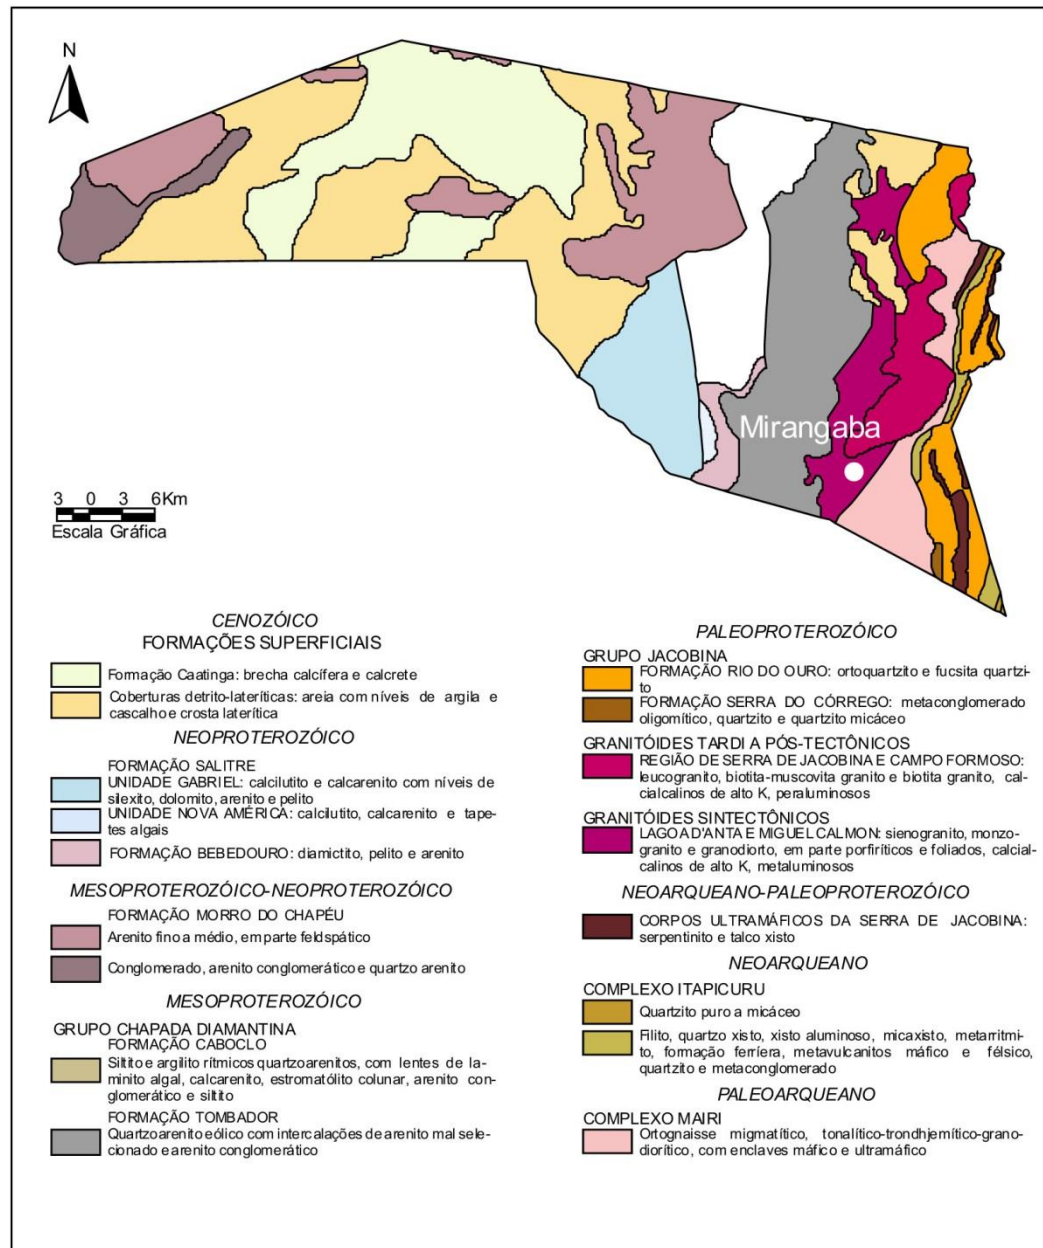 N
Mirangaba
3 0 3 6Km
Escala Gráfica
CENOZÓICO
FORMAÇÕES SUPERFICIAIS
Formação Caatinga: brecha calcífera e calcrete
Coberturas detrito-lateríticas: areia com níveis de argila e
cascalho e crosta laterítica
NEOPROTEROZÓICO
FORMAÇÃO SALITRE
UNIDADE GABRIEL: calcilutito e calcarenito com níveis de
silexito, dolomito, arenito e pelito
UNIDADE NOVA AMÉRICA: calcilutito, calcarenito e tape-
tes algais
FORMAÇÃO BEBEDOURO: diamictito, pelito e arenito
MESOPROTEROZÓICO-NEOPROTEROZÓICO
FORMAÇÃO MORRO DO CHAPÉU
Arenito fino a médio, em parte feldspático
Conglomerado, arenito conglomerático e quartzo arenito
MESOPROTEROZÓICO
GRUPO CHAPADA DIAMANTINA
FORMAÇÃO CABOCLO
Siltito e argilito rítmicos quartzoarenitos, com lentes de la-
minito algal, calcarenito, estromatólito colunar, arenito con-
glomerático e siltito
FORMAÇÃO TOMBADOR
Quartzoarenito eólico com intercalações de arenito mal sele-
cionado e arenito conglomerático
PALEOPROTEROZÓICO
GRUPO JACOBINA
FORMAÇÃO RIO DO OURO: ortoquartzito e fucsita quartzi-
to
FORMAÇÃO SERRA DO CÓRREGO: metaconglomerado
oligomítico, quartzito e quartzito micáceo
GRANITÓIDES TARDI A PÓS-TECTÔNICOS
REGIÃO DE SERRA DE JACOBINA E CAMPO FORMOSO:
leucogranito, biotita-muscovita granito e biotita granito, cal-
cialcalinos de alto K, peraluminosos
GRANITÓIDES SINTECTÔNICOS
LAGOA D'ANTA E MIGUEL CALMON: sienogranito, monzo-
granito e granodiorto, em parte porfiríticos e foliados, calcial-
calinos de alto K, metaluminosos
NEOARQUEANO-PALEOPROTEROZÓICO
CORPOS ULTRAMÁFICOS DA SERRA DE JACOBINA:
serpentinito e talco xisto
NEOARQUEANO
COMPLEXO ITAPICURU
Quartzito puro a micáceo
Filito, quartzo xisto, xisto aluminoso, micaxisto, metarritmi-
to, formação ferríera, metavulcanitos máfico e félsico,
quartzito e metaconglomerado
PALEOARQUEANO
COMPLEXO MAIRI
Ortognaisse migmatítico, tonalítico-trondhjemítico-grano-
diorítico, com enclaves máfico e ultramáfico